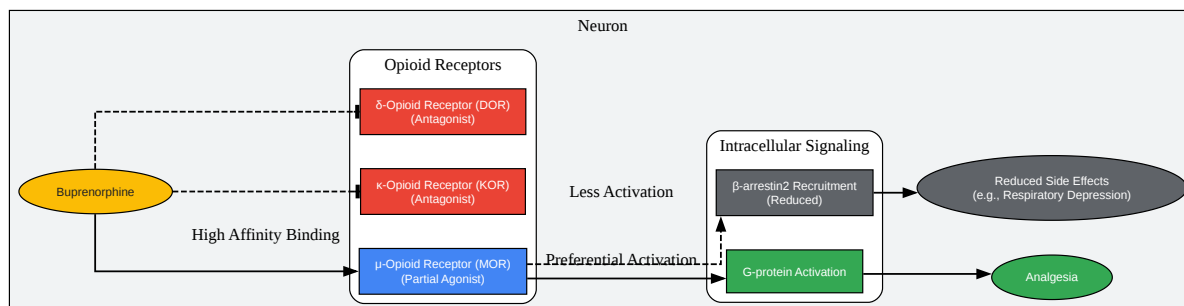 Neuron
Opioid Receptors
δ-Opioid Receptor (DOR)
(Antagonist)
Intracellular Signaling
Buprenorphine
κ-Opioid Receptor (KOR)
(Antagonist)
Less Activation
β-arrestin2 Recruitment
(Reduced)
Reduced Side Effects
(e.g., Respiratory Depression)
High Affinity Binding
μ-Opioid Receptor (MOR)
(Partial Agonist)
Preferential Activation
G-protein Activation
Analgesia